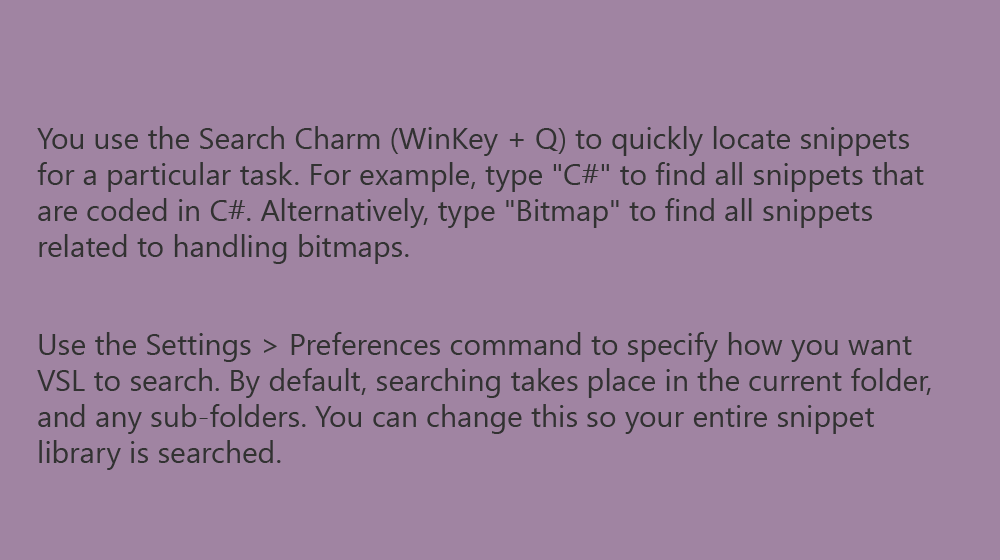 You use the Search Charm (WinKey + Q) to quickly locate snippets
for a particular task. For example, type "C#" to find all snippets that
are coded in C#. Alternatively, type "Bitmap" to find all snippets
related to handling bitmaps.
Use the Settings > Preferences command to specify how you want
VSL to search. By default, searching takes place in the current folder,
and any sub-folders. You can change this so your entire snippet
library is searched.